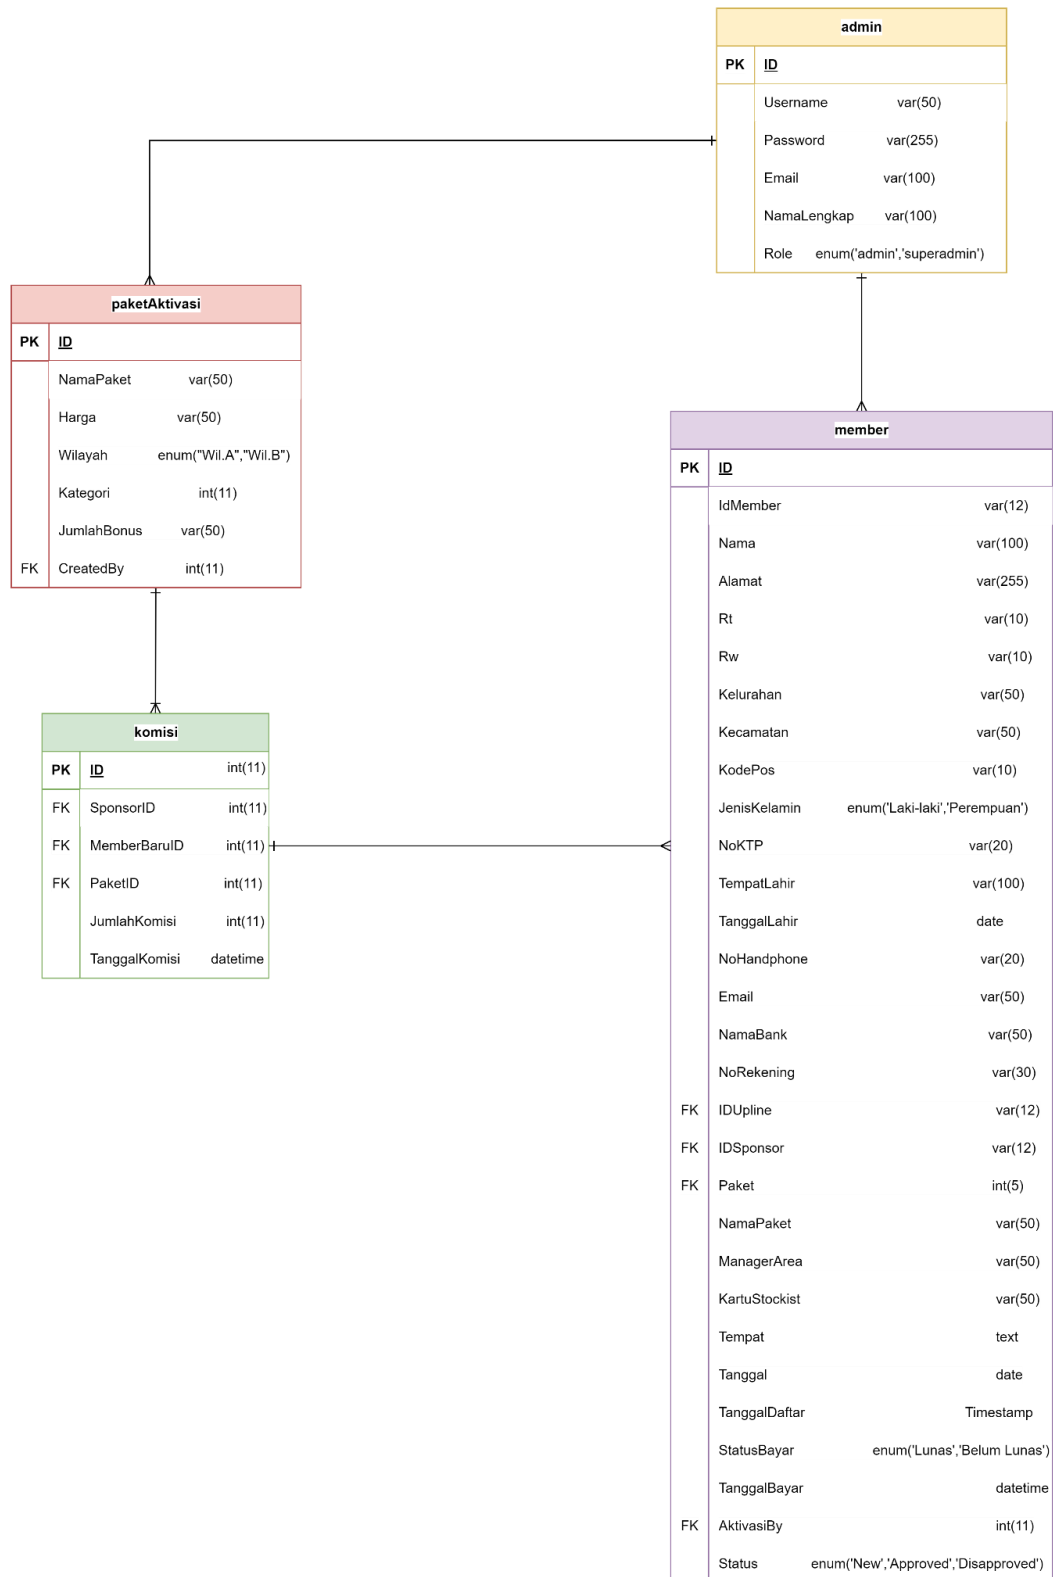 admin
PK ID
Username var(50)
Password var(255)
Email var(100)
NamaLengkap var(100)
Role enum('admin','superadmin')
paketAktivasi
PK ID
NamaPaket var(50)
Harga var(50)
Wilayah enum("Wil.A","Wil.B")
Kategori int(11)
JumlahBonus var(50)
FK CreatedBy int(11)
komisi
PK ID int(11)
FK SponsorID int(11)
FK MemberBaruID int(11)
FK PaketID int(11)
JumlahKomisi int(11)
TanggalKomisi datetime
member
PK ID
IdMember var(12)
Nama var(100)
Alamat var(255)
Rt var(10)
Rw var(10)
Kelurahan var(50)
Kecamatan var(50)
KodePos var(10)
JenisKelamin enum('Laki-laki','Perempuan')
NoKTP var(20)
TempatLahir var(100)
TanggalLahir date
NoHandphone var(20)
Email var(50)
NamaBank var(50)
NoRekening var(30)
FK IDUpline var(12)
FK IDSponsor var(12)
FK Paket int(5)
NamaPaket var(50)
ManagerArea var(50)
KartuStockist var(50)
Tempat text
Tanggal date
TanggalDaftar Timestamp
StatusBayar enum('Lunas','Belum Lunas')
TanggalBayar datetime
FK AktivasiBy int(11)
Status enum('New','Approved','Disapproved')